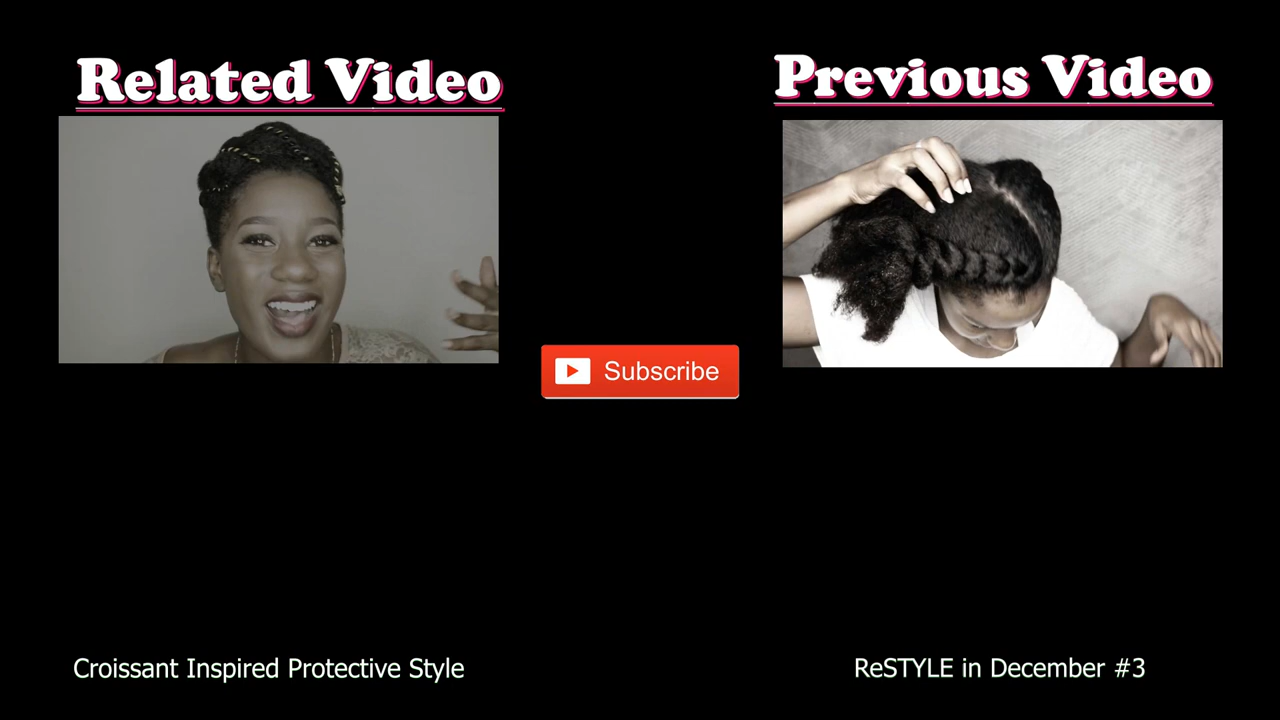 Related Video
Previous Video
Subscribe
Croissant Inspired Protective Style
ReSTYLE in December #3